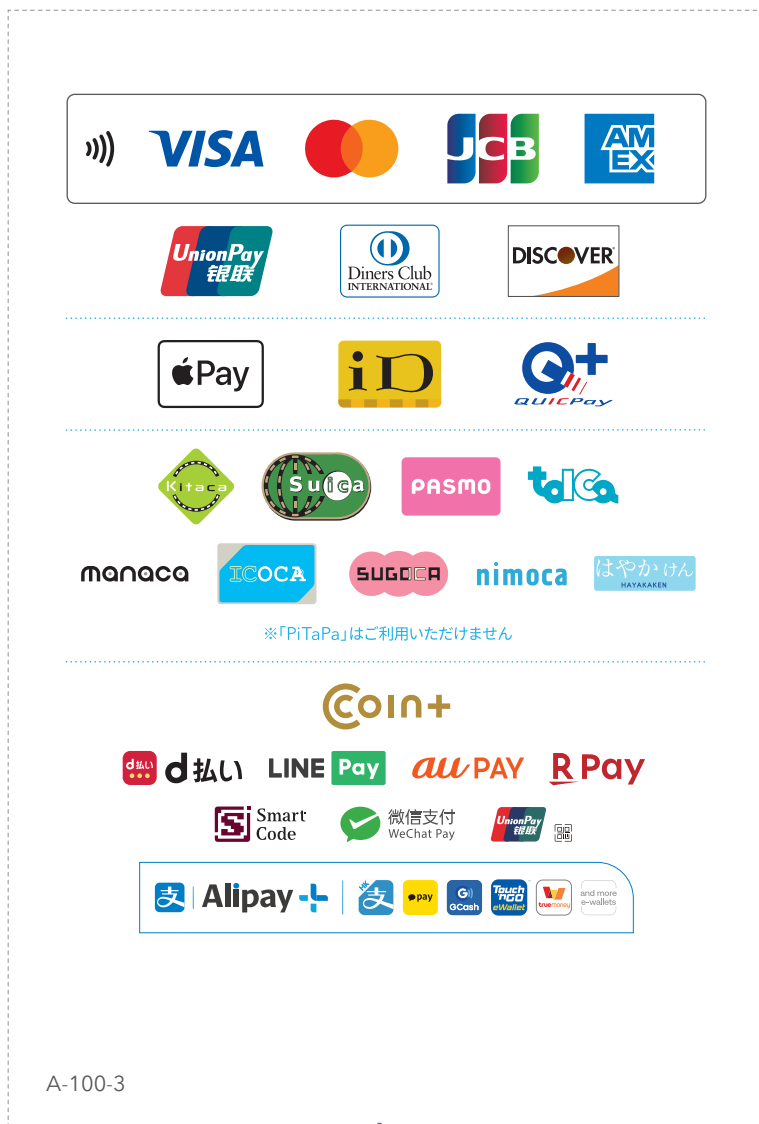 VISA
JCB
AM
EX
UnionPay
银联
Diners Club
INTERNATIONAL®
DISCOVER®
Pay
iD
Q+
QUICPay
Kitaca
Suica
PASMO
toica
manaca
ICOCA
SUGOCA
nimoca
はやかけん
HAYAKAKEN
※「PiTaPa」はご利用いただけません
COIN+
d払い
d払い
LINE Pay
au PAY
R Pay
Smart
Code
微信支付
WeChat Pay
UnionPay
银联
支 Alipay+
HK
支
pay
G
GCash
Touch
'nGO
eWallet
truemoney
and more
e-wallets
A-100-3